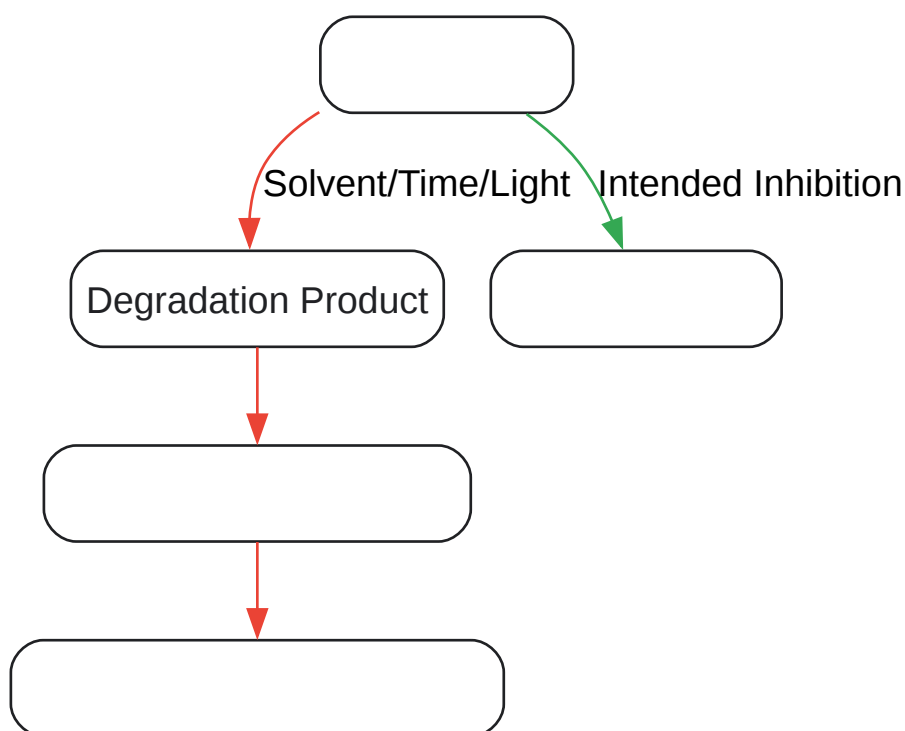 Solvent/Time/Light
Intended Inhibition
Degradation Product